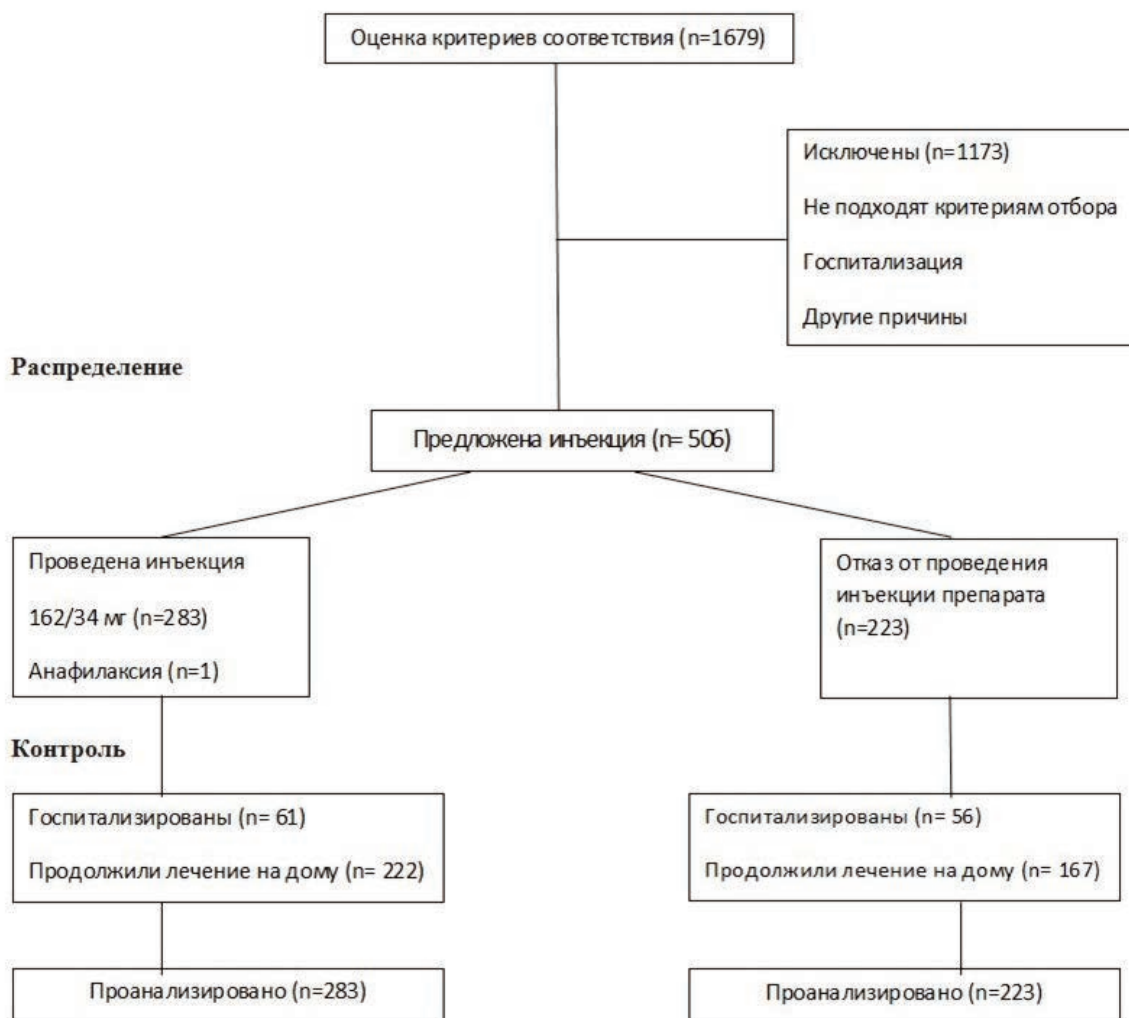 Оценка критериев соответствия (n=1679)
Исключены (n=1173)
Не подходят критериям отбора
Госпитализация
Другие причины
Распределение
Предложена инъекция (n= 506)
Проведена инъекция
162/34 мг (n=283)
Анафилаксия (n=1)
Отказ от проведения
инъекции препарата
(n=223)
Контроль
Госпитализированы (n= 61)
Продолжили лечение на дому (n= 222)
Госпитализированы (n= 56)
Продолжили лечение на дому (n= 167)
Проанализировано (n=283)
Проанализировано (n=223)